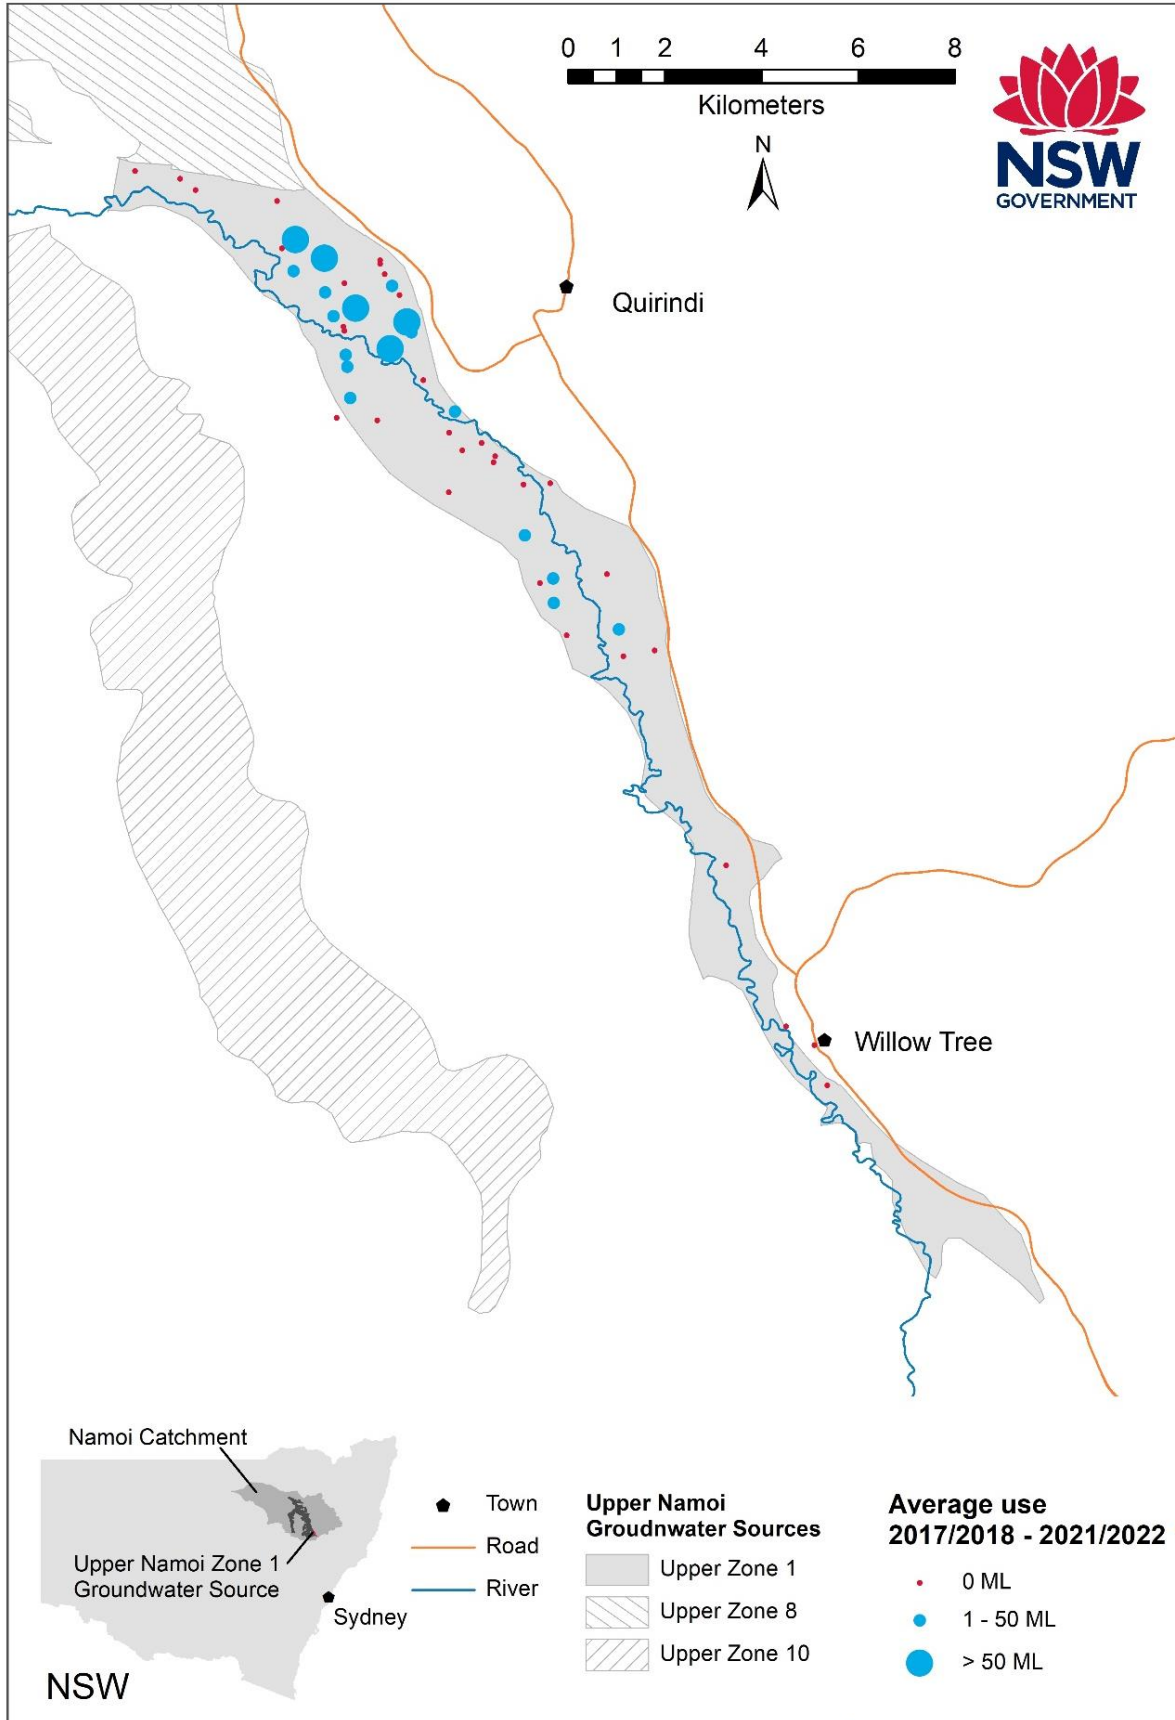 0 1 2 4 6 8
Kilometers
N
NSW
GOVERNMENT
Quirindi
Willow Tree
Namoi Catchment
Upper Namoi Zone 1
Groundwater Source
Sydney
NSW
Town
Road
River
Upper Namoi
Groudnwater Sources
Upper Zone 1
Upper Zone 8
Upper Zone 10
Average use
2017/2018 - 2021/2022
0 ML
1 - 50 ML
> 50 ML